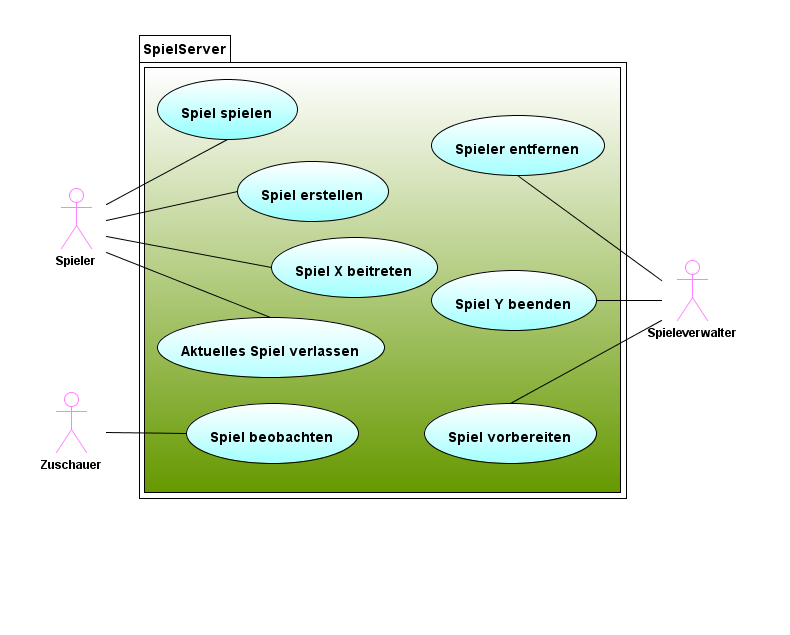 SpielServer
Spiel spielen
Spieler entfernen
Spiel erstellen
Spieler
Spiel X beitreten
Spiel Y beenden
Spieleverwalter
Aktuelles Spiel verlassen
Spiel beobachten
Spiel vorbereiten
Zuschauer